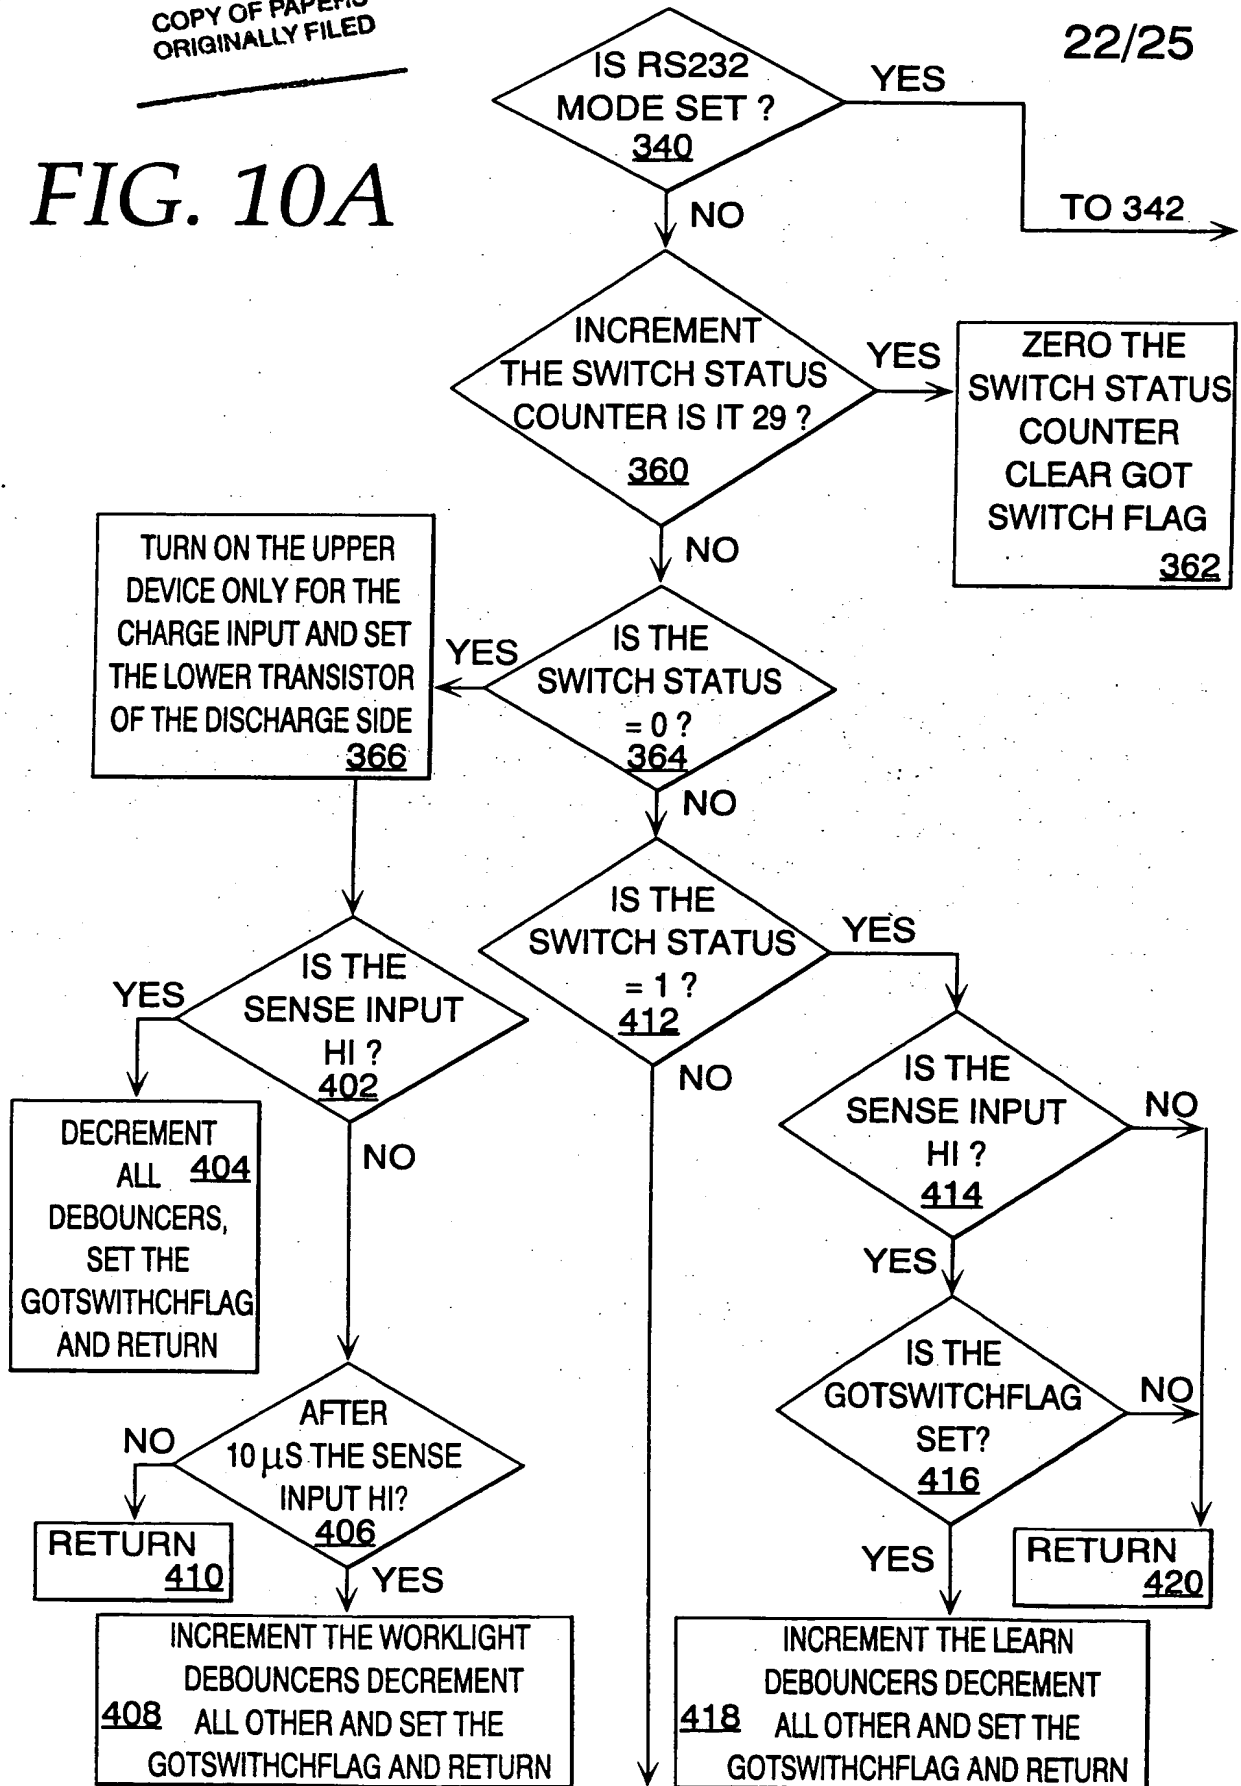 COPY OF PAPERS
ORIGINALLY FILED
22/25
FIG. 10A
IS RS232
MODE SET ?
340
YES
TO 342
NO
INCREMENT
THE SWITCH STATUS
COUNTER IS IT 29 ?
360
YES
ZERO THE
SWITCH STATUS
COUNTER
CLEAR GOT
SWITCH FLAG
362
NO
IS THE
SWITCH STATUS
= 0 ?
364
YES
TURN ON THE UPPER
DEVICE ONLY FOR THE
CHARGE INPUT AND SET
THE LOWER TRANSISTOR
OF THE DISCHARGE SIDE
366
NO
IS THE
SWITCH STATUS
= 1 ?
412
YES
NO
IS THE
SENSE INPUT
HI ?
402
YES
DECREMENT
ALL 404
DEBOUNCERS,
SET THE
GOTSWITHCHFLAG
AND RETURN
NO
AFTER
10 µS THE SENSE
INPUT HI?
406
NO
RETURN
410
YES
INCREMENT THE WORKLIGHT
DEBOUNCERS DECREMENT
408 ALL OTHER AND SET THE
GOTSWITHCHFLAG AND RETURN
IS THE
SENSE INPUT
HI ?
414
NO
YES
IS THE
GOTSWITCHFLAG
SET?
416
NO
YES
RETURN
420
INCREMENT THE LEARN
DEBOUNCERS DECREMENT
418 ALL OTHER AND SET THE
GOTSWITHCHFLAG AND RETURN